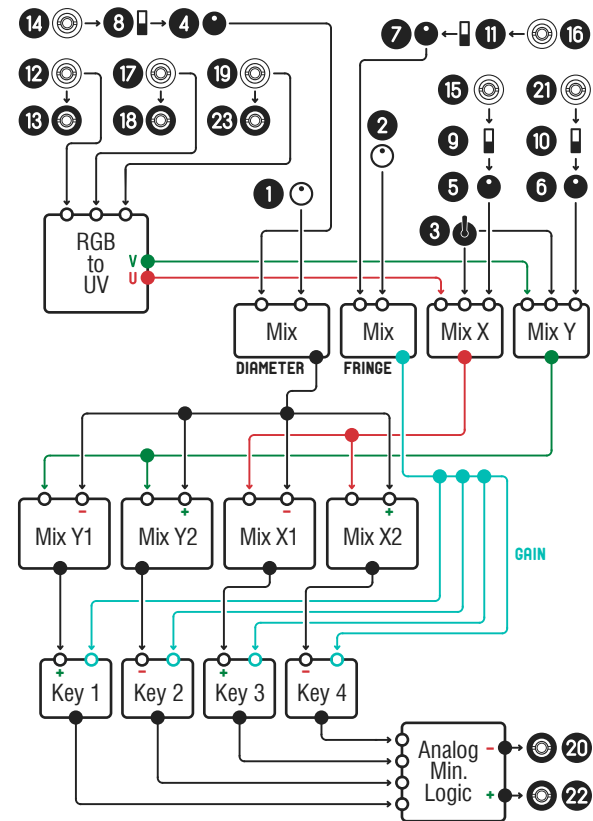 14 8 4 7 11 16
12 17 19 15 21
13 18 23 2 9 10
1 5 6
3
RGB
to
UV
V
U
Mix Mix Mix X Mix Y
DIAMETER FRINGE
- + - +
Mix Y1 Mix Y2 Mix X1 Mix X2
GAIN
+ - + -
Key 1 Key 2 Key 3 Key 4
Analog
Min.
Logic
- 20
+ 22